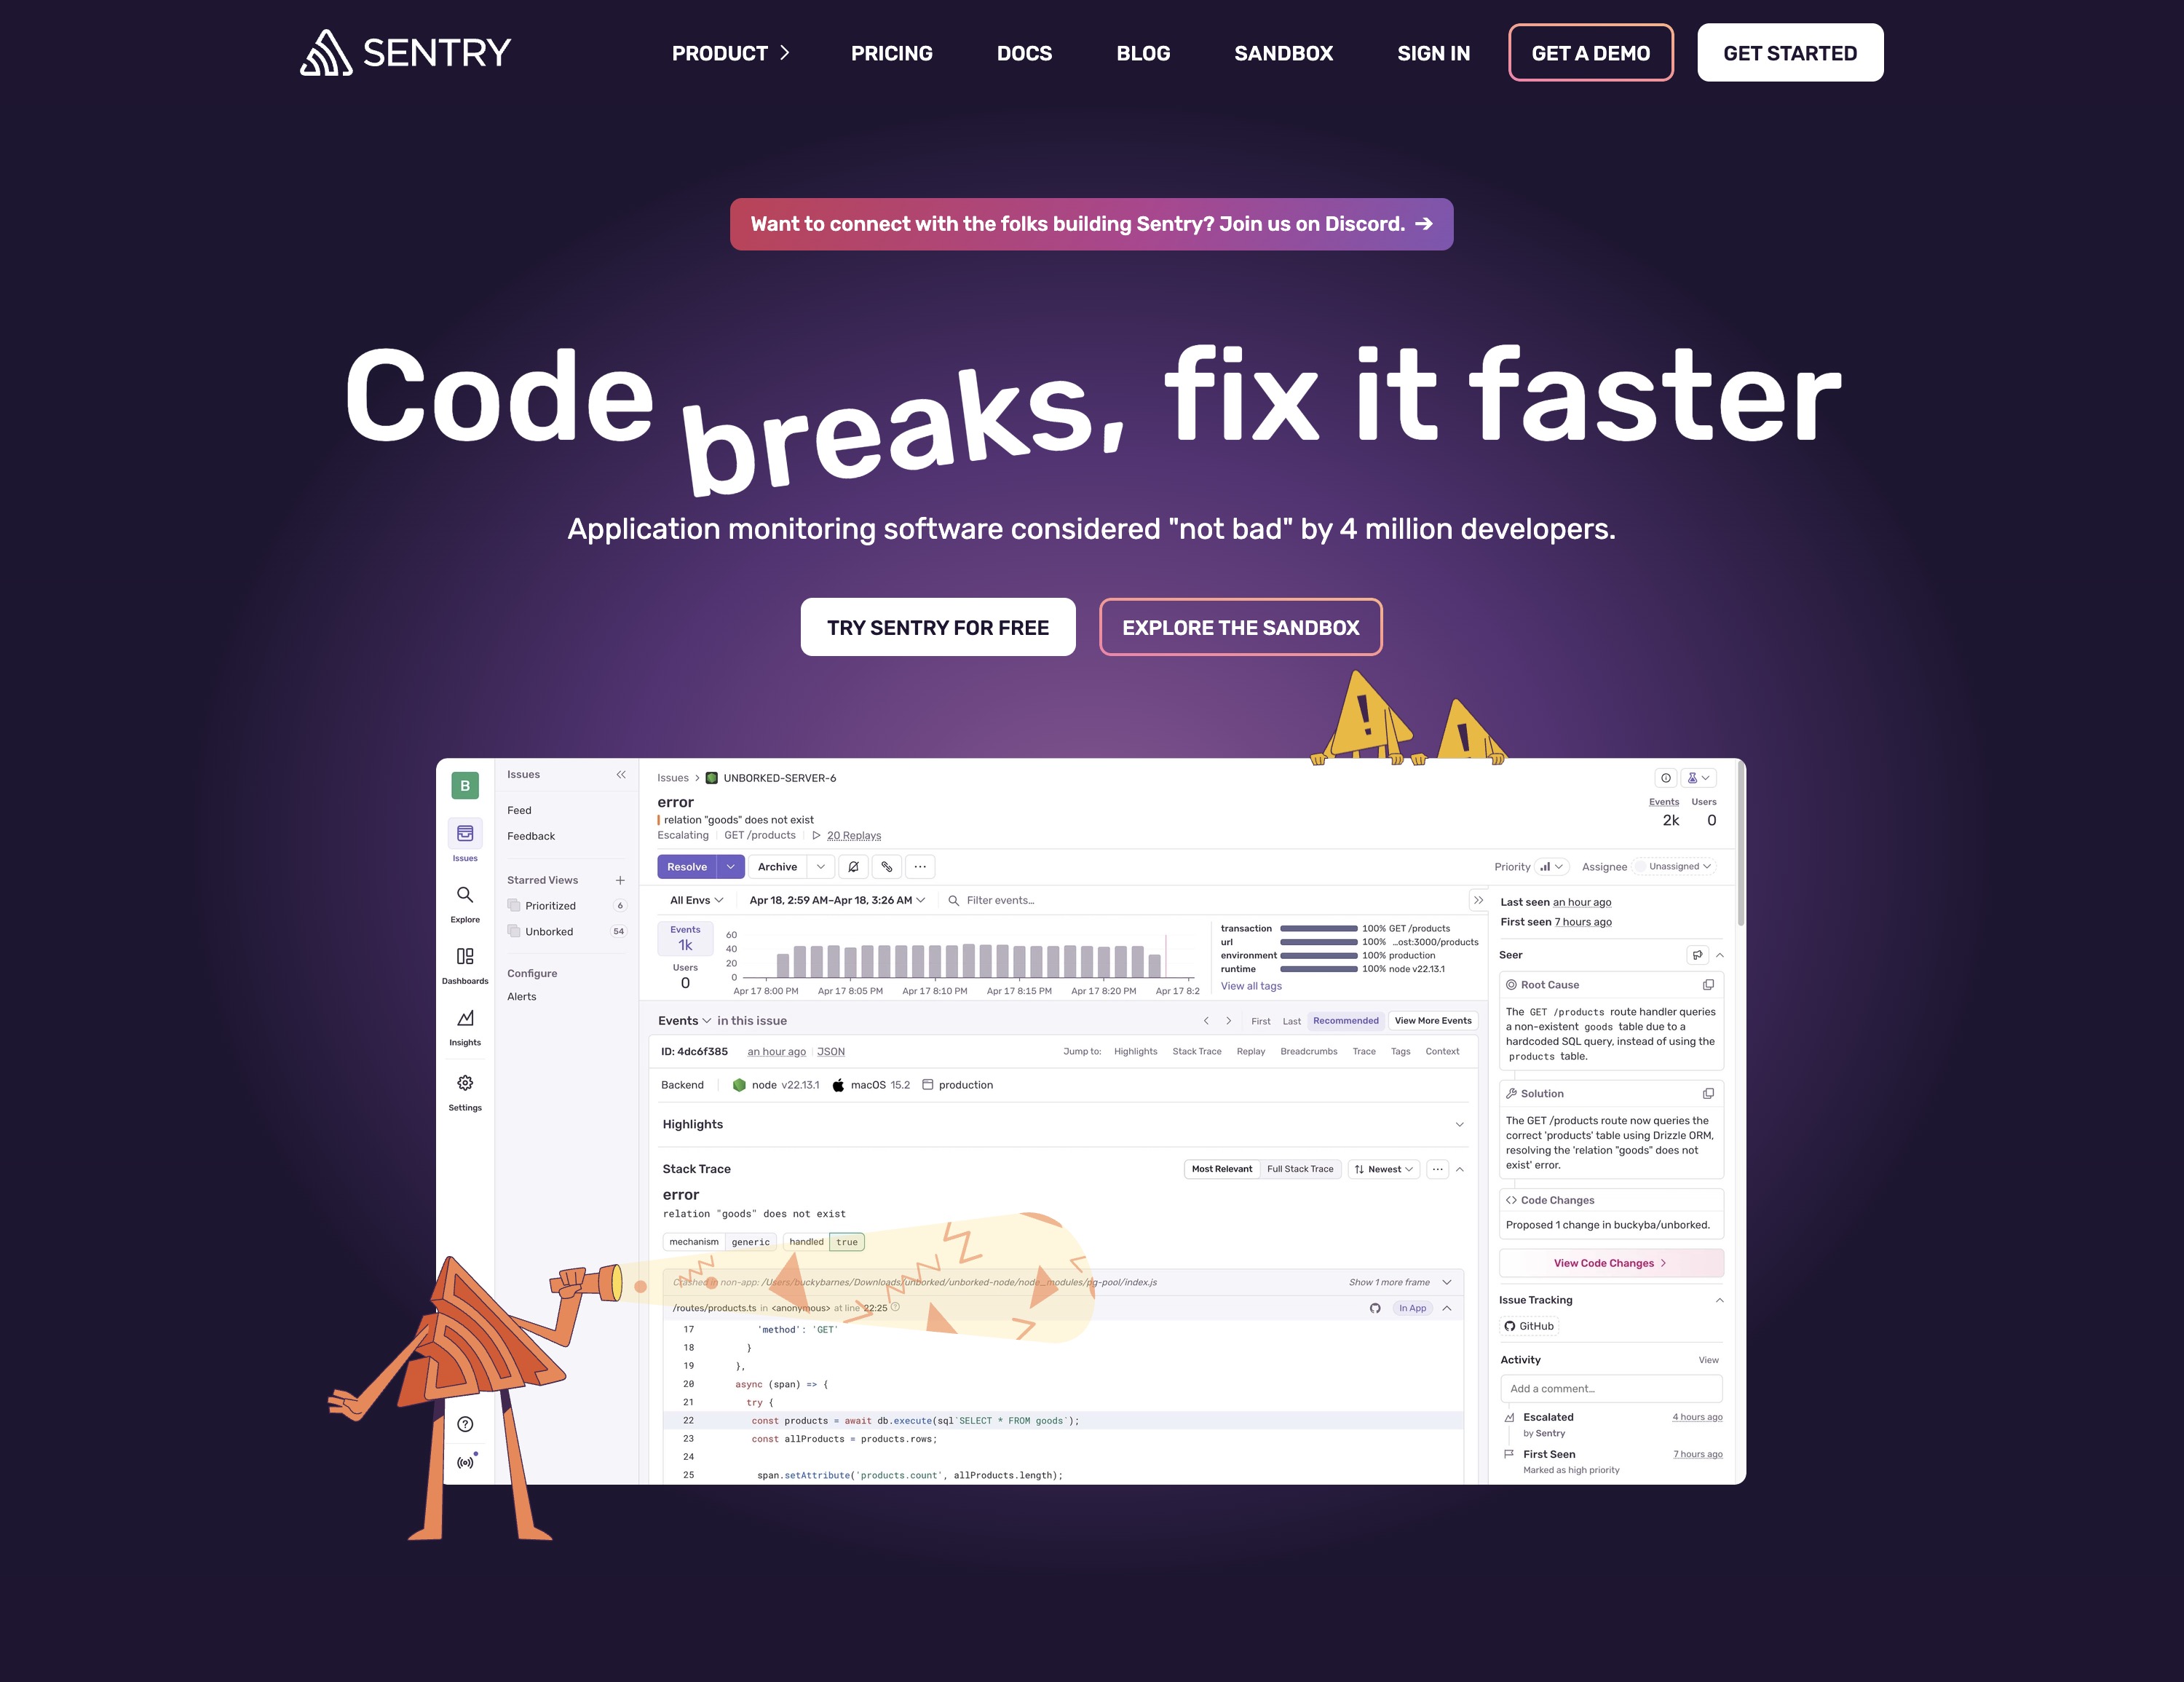 SENTRY
PRODUCT
PRICING
DOCS
BLOG
SANDBOX
SIGN IN
GET A DEMO
GET STARTED
Want to connect with the folks building Sentry? Join us on Discord. →
Code breaks, fix it faster
Application monitoring software considered "not bad" by 4 million developers.
TRY SENTRY FOR FREE
EXPLORE THE SANDBOX
B
Issues
Explore
Dashboards
Insights
Settings
Issues
Feed
Feedback
Starred Views
Prioritized 6
Unborked 54
Configure
Alerts
Issues > UNBORKED-SERVER-6
error
relation "goods" does not exist
Escalating GET /products 20 Replays
Events Users
2k 0
Resolve
Archive
Priority
Assignee Unassigned
All Envs
Apr 18, 2:59 AM–Apr 18, 3:26 AM
Filter events...
Events
1k
Users
0
60
40
20
0
Apr 17 8:00 PM Apr 17 8:05 PM Apr 17 8:10 PM Apr 17 8:15 PM Apr 17 8:20 PM Apr 17 8:2
transaction 100% GET /products
url 100% ...ost:3000/products
environment 100% production
runtime 100% node v22.13.1
View all tags
Events in this issue
First Last Recommended View More Events
ID: 4dc6f385 an hour ago JSON
Jump to: Highlights Stack Trace Replay Breadcrumbs Trace Tags Context
Backend node v22.13.1 macOS 15.2 production
Highlights
Stack Trace
Most Relevant Full Stack Trace Newest
error
relation "goods" does not exist
mechanism generic handled true
Crashed in non-app: /Users/buckybarnes/Downloads/unborked/unborked-node/node_modules/pg-pool/index.js
Show 1 more frame
/routes/products.ts in <anonymous> at line 22:25
In App
17 'method': 'GET'
18 }
19 },
20 async (span) => {
21 try {
22 const products = await db.execute(sql`SELECT * FROM goods`);
23 const allProducts = products.rows;
24
25 span.setAttribute('products.count', allProducts.length);
Last seen an hour ago
First seen 7 hours ago
Seer
Root Cause
The GET /products route handler queries
a non-existent goods table due to a
hardcoded SQL query, instead of using the
products table.
Solution
The GET /products route now queries the
correct 'products' table using Drizzle ORM,
resolving the 'relation "goods" does not
exist' error.
<> Code Changes
Proposed 1 change in buckyba/unborked.
View Code Changes >
Issue Tracking
GitHub
Activity
View
Add a comment...
Escalated 4 hours ago
by Sentry
First Seen 7 hours ago
Marked as high priority